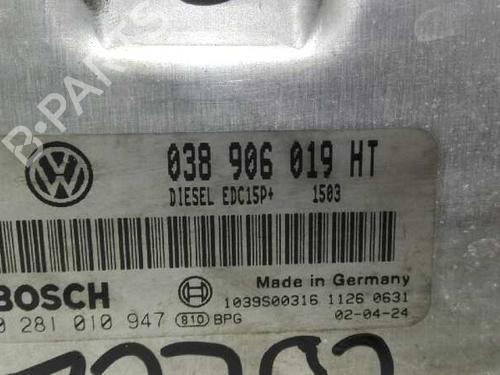 B-PARTS
038 906 019 HT
DIESEL EDC15P+ 1503
BOSCH
Made in Germany
1039S00316 1126 0631
0 281 010 947 810 BPG
02-04-24